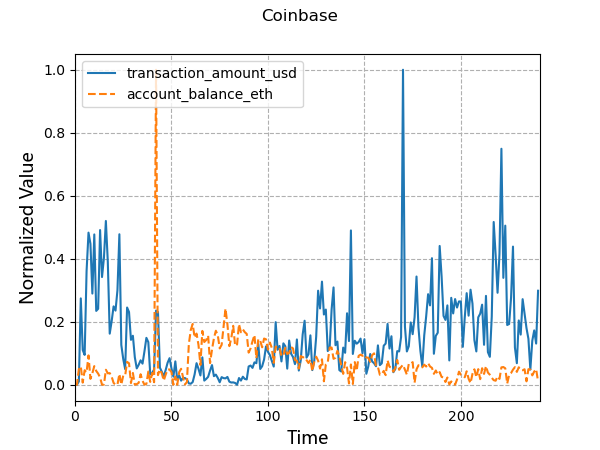 Coinbase
transaction_amount_usd
account_balance_eth
Normalized Value
1.0
0.8
0.6
0.4
0.2
0.0
0
50
100
150
200
Time